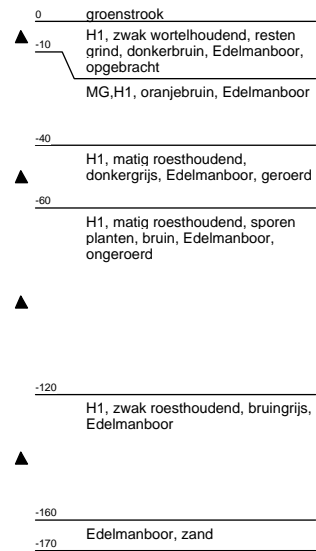 0 groenstrook
H1, zwak wortelhoudend, resten
grind, donkerbruin, Edelmanboor,
opgebracht
-10
MG,H1, oranjebruin, Edelmanboor
-40
H1, matig roesthoudend,
donkergrijs, Edelmanboor, geroerd
-60
H1, matig roesthoudend, sporen
planten, bruin, Edelmanboor,
ongeroerd
-120
H1, zwak roesthoudend, bruingrijs,
Edelmanboor
-160
Edelmanboor, zand
-170